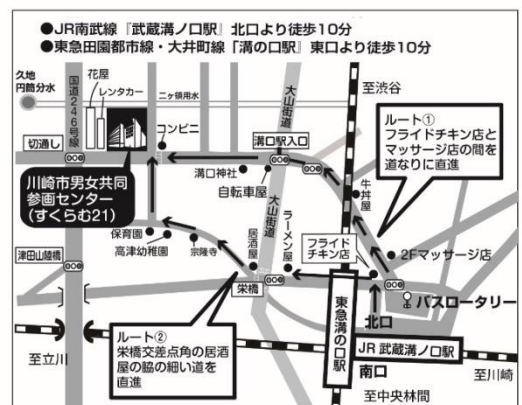 ●JR南武線『武蔵溝ノ口駅』北口より徒歩10分
●東急田園都市線・大井町線「溝の口駅」東口より徒歩10分
久地
円筒分水
国道246号線
花屋
レンタカー
二ヶ領用水
大山街道
至渋谷
ルート①
フライドチキン店と
マッサージ店の間を
道なりに直進
切通し
コンビニ
溝口駅入口
川崎市男女共同
参画センター
(すくらむ21)
溝口神社
自転車屋
牛丼屋
大山街道
ラーメン屋
居酒屋
フライド
チキン店
2Fマッサージ店
保育園
高津幼稚園
宗隆寺
津田山陸橋
栄橋
バスロータリー
北口
ルート②
栄橋交差点角の居酒
屋の脇の細い道を
直進
東急溝の口駅
JR 武蔵溝ノ口駅
南口
至立川
至川崎
至中央林間